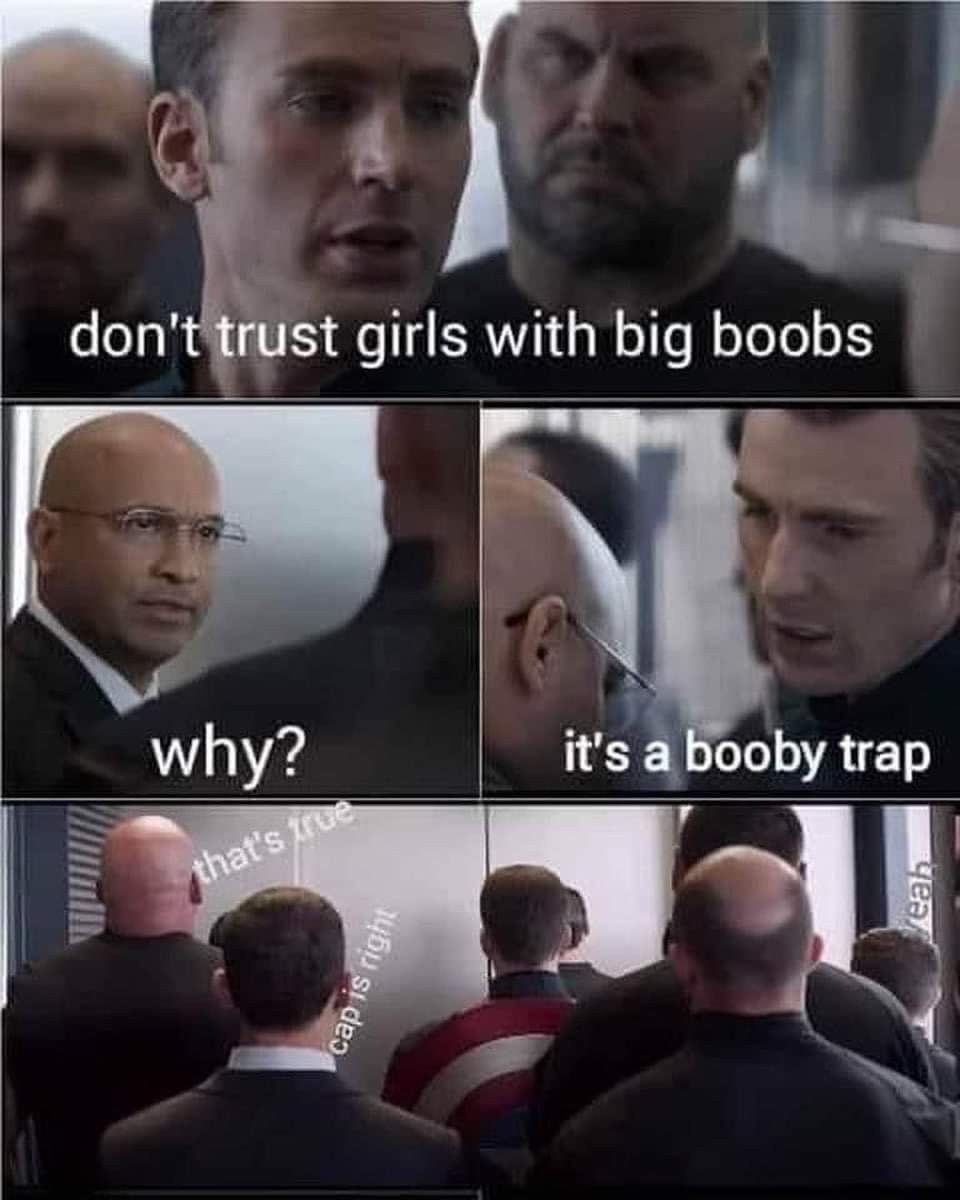 don't trust girls with big boobs
why?
it's a booby trap
that's true
cap is right
yeah